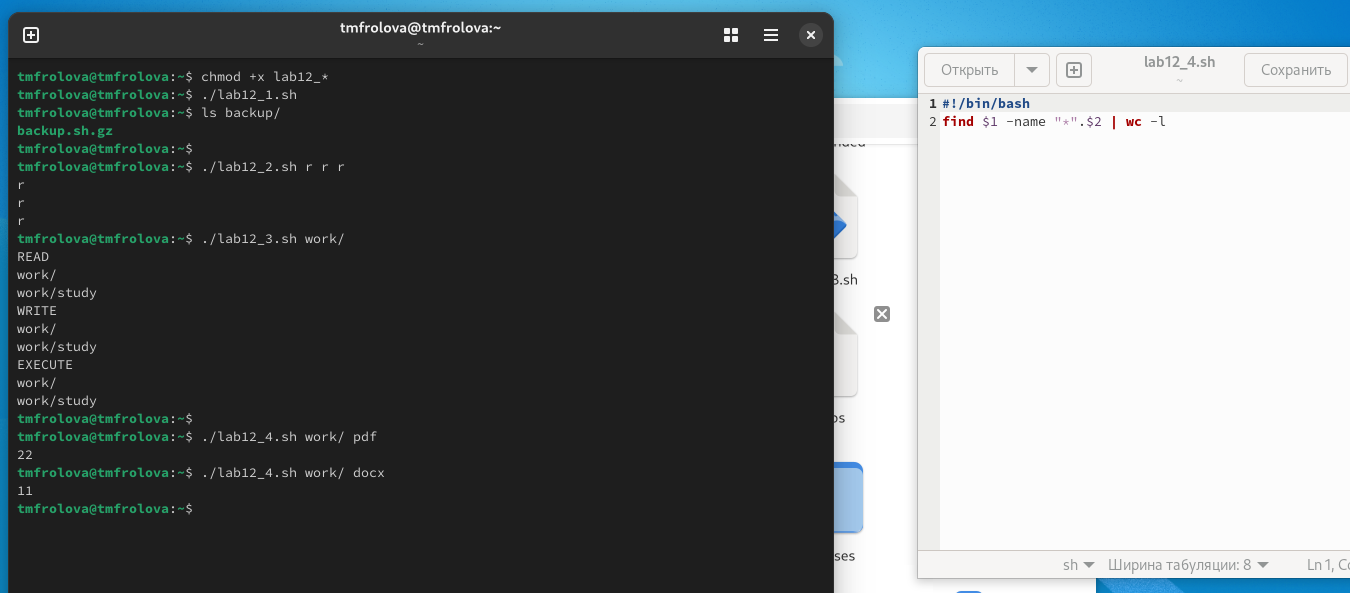 tmfrolova@tmfrolova:~
~
tmfrolova@tmfrolova:~$ chmod +x lab12_*
tmfrolova@tmfrolova:~$ ./lab12_1.sh
tmfrolova@tmfrolova:~$ ls backup/
backup.sh.gz
tmfrolova@tmfrolova:~$
tmfrolova@tmfrolova:~$ ./lab12_2.sh r r r
r
r
r
tmfrolova@tmfrolova:~$ ./lab12_3.sh work/
READ
work/
work/study
WRITE
work/
work/study
EXECUTE
work/
work/study
tmfrolova@tmfrolova:~$
tmfrolova@tmfrolova:~$ ./lab12_4.sh work/ pdf
22
tmfrolova@tmfrolova:~$ ./lab12_4.sh work/ docx
11
tmfrolova@tmfrolova:~$
3.sh
os
ses
Открыть
lab12_4.sh
~
Сохранить
1 #!/bin/bash
2 find $1 -name "*".$2 | wc -l
sh Ширина табуляции: 8 Ln 1, Co